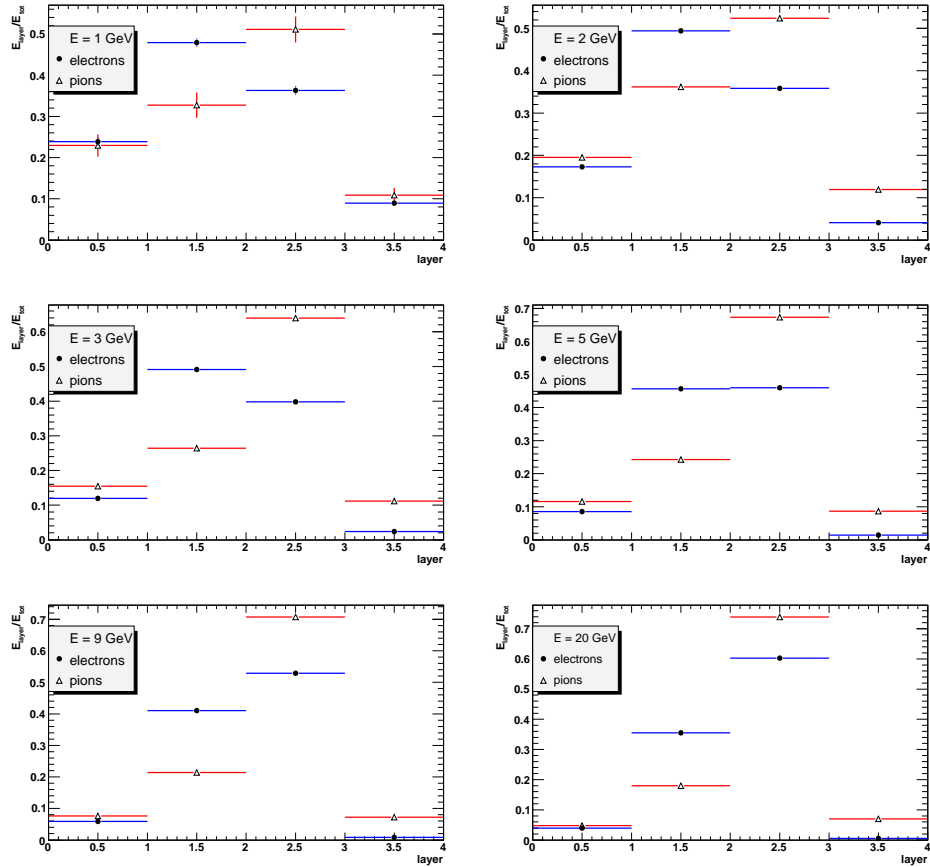 E_layer/E_tot
E = 1 GeV
electrons
pions
0.5
0.4
0.3
0.2
0.1
0
0 0.5 1 1.5 2 2.5 3 3.5 4
layer
E_layer/E_tot
E = 2 GeV
electrons
pions
0.5
0.4
0.3
0.2
0.1
0
0 0.5 1 1.5 2 2.5 3 3.5 4
layer
E_layer/E_tot
E = 3 GeV
electrons
pions
0.6
0.5
0.4
0.3
0.2
0.1
0
0 0.5 1 1.5 2 2.5 3 3.5 4
layer
E_layer/E_tot
E = 5 GeV
electrons
pions
0.7
0.6
0.5
0.4
0.3
0.2
0.1
0
0 0.5 1 1.5 2 2.5 3 3.5 4
layer
E_layer/E_tot
E = 9 GeV
electrons
pions
0.7
0.6
0.5
0.4
0.3
0.2
0.1
0
0 0.5 1 1.5 2 2.5 3 3.5 4
layer
E_layer/E_tot
E = 20 GeV
electrons
pions
0.7
0.6
0.5
0.4
0.3
0.2
0.1
0
0 0.5 1 1.5 2 2.5 3 3.5 4
layer